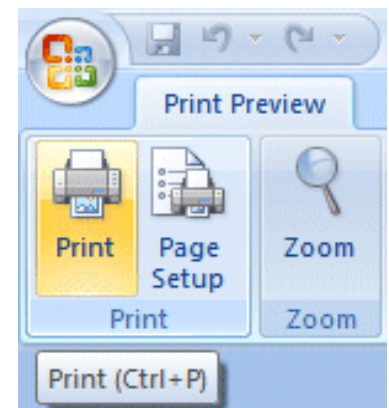 Print Preview
Print
Page
Setup
Zoom
Print
Zoom
Print (Ctrl+P)